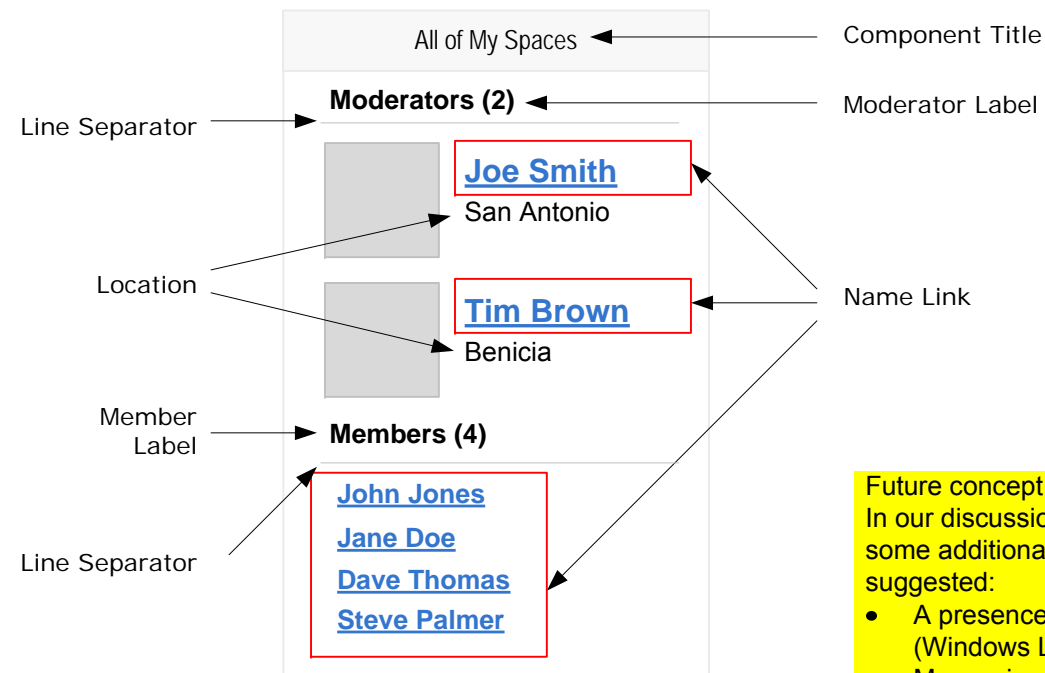 All of My Spaces
Component Title
Moderators (2)
Moderator Label
Line Separator
Joe Smith
San Antonio
Location
Name Link
Tim Brown
Benicia
Member
Label
Members (4)
John Jones
Jane Doe
Dave Thomas
Steve Palmer
Line Separator
Future concept
In our discussio
some additiona
suggested:
• A presence
(Windows L